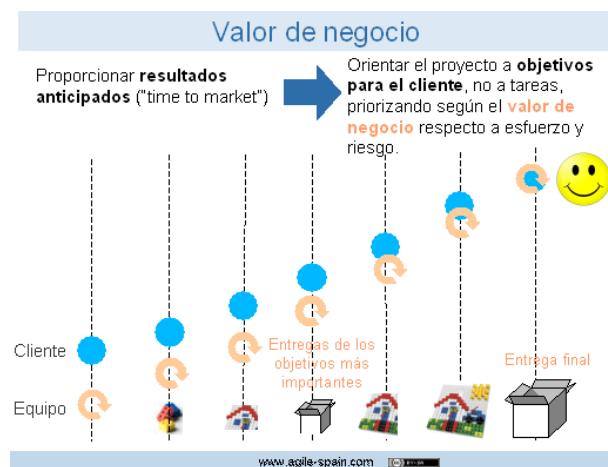 Valor de negocio
Proporcionar resultados
anticipados ("time to market")
Orientar el proyecto a objetivos
para el cliente, no a tareas,
priorizando según el valor de
negocio respecto a esfuerzo y
riesgo.
Cliente
Entregas de los
objetivos más
importantes
Entrega final
Equipo
www.agile-spain.com